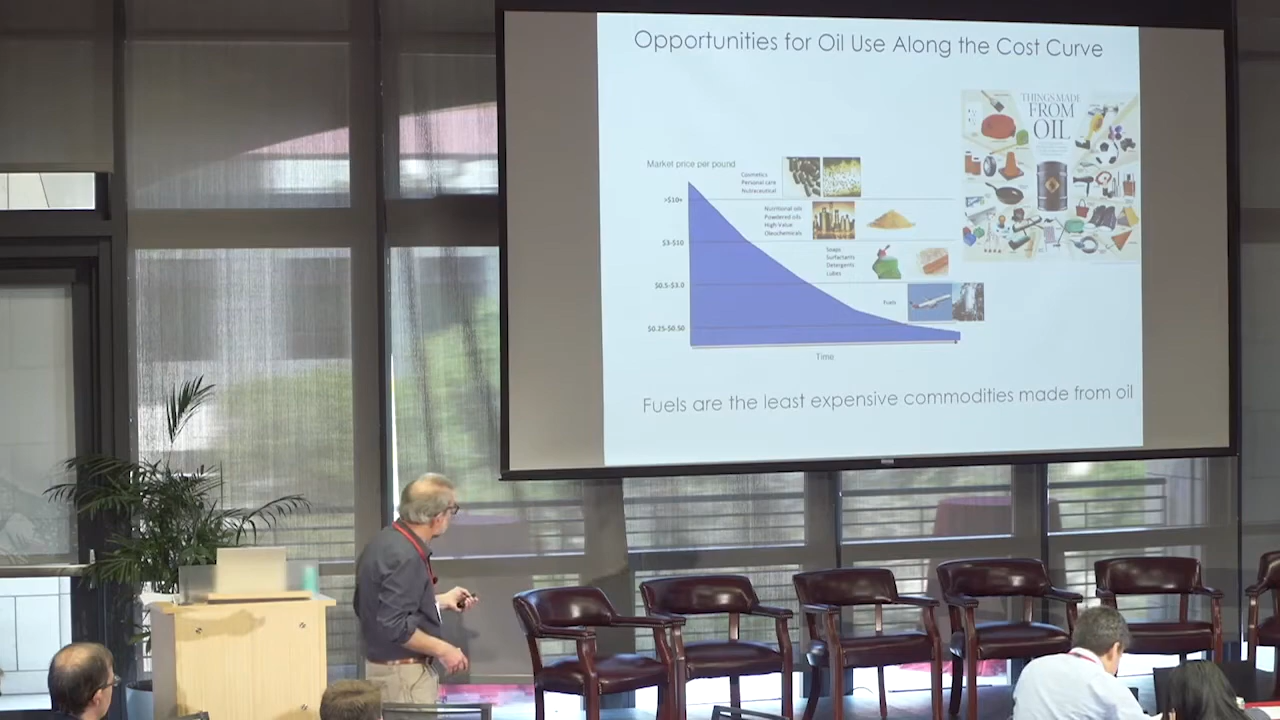 Opportunities for Oil Use Along the Cost Curve
THINGS MADE
FROM
OIL
Market price per pound
Cosmetics
Personal care
Nutraceutical
>$10+
Nutritional oils
Powdered oils
High-Value
Oleochemicals
$3-$10
Soaps
Surfactants
Detergents
Lubes
$0.5-$3.0
Fuels
$0.25-$0.50
Time
Fuels are the least expensive commodities made from oil